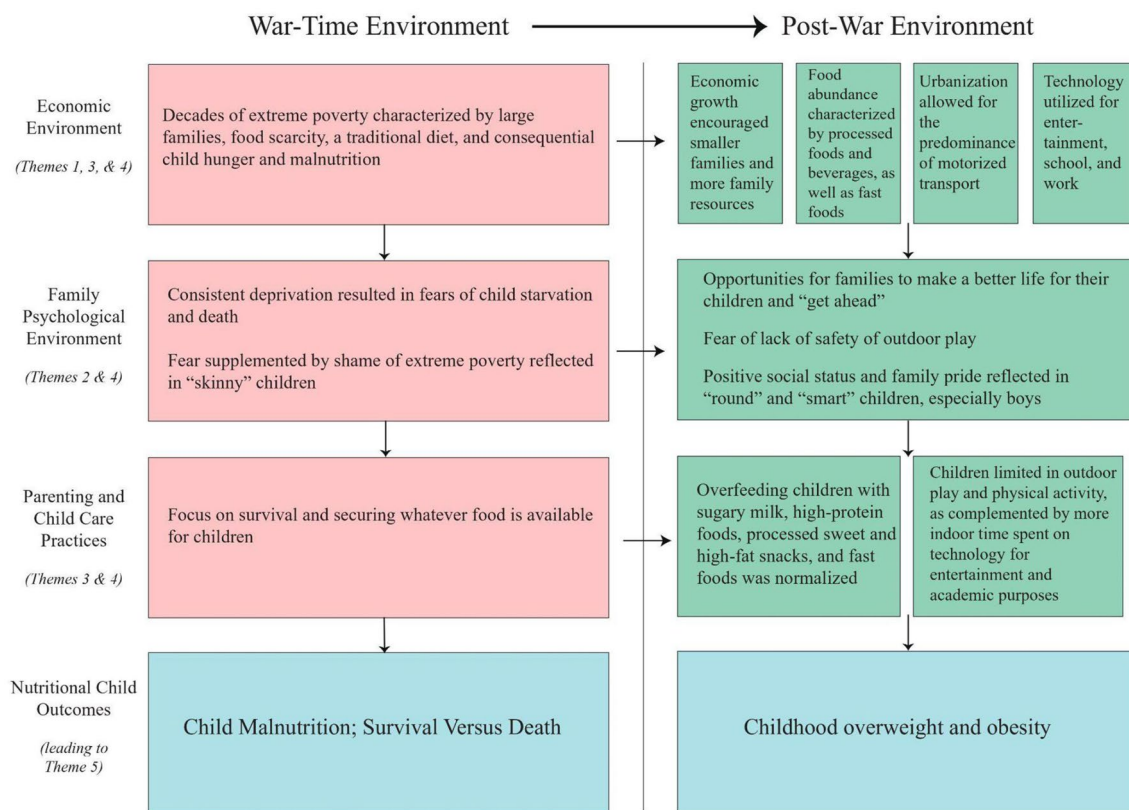 War-Time Environment
Post-War Environment
Economic
Environment
(Themes 1, 3, & 4)
Decades of extreme poverty characterized by large
families, food scarcity, a traditional diet, and consequential
child hunger and malnutrition
Economic
growth
encouraged
smaller
families and
more family
resources
Food
abundance
characterized
by processed
foods and
beverages, as
well as fast
foods
Urbanization
allowed for
the
predominance
of motorized
transport
Technology
utilized for
enter-
tainment,
school, and
work
Family
Psychological
Environment
(Themes 2 & 4)
Consistent deprivation resulted in fears of child starvation
and death
Fear supplemented by shame of extreme poverty reflected
in “skinny” children
Opportunities for families to make a better life for their
children and “get ahead”
Fear of lack of safety of outdoor play
Positive social status and family pride reflected in
“round” and “smart” children, especially boys
Parenting and
Child Care
Practices
(Themes 3 & 4)
Focus on survival and securing whatever food is available
for children
Overfeeding children with
sugary milk, high-protein
foods, processed sweet and
high-fat snacks, and fast
foods was normalized
Children limited in outdoor
play and physical activity,
as complemented by more
indoor time spent on
technology for
entertainment and
academic purposes
Nutritional Child
Outcomes
(leading to
Theme 5)
Child Malnutrition; Survival Versus Death
Childhood overweight and obesity